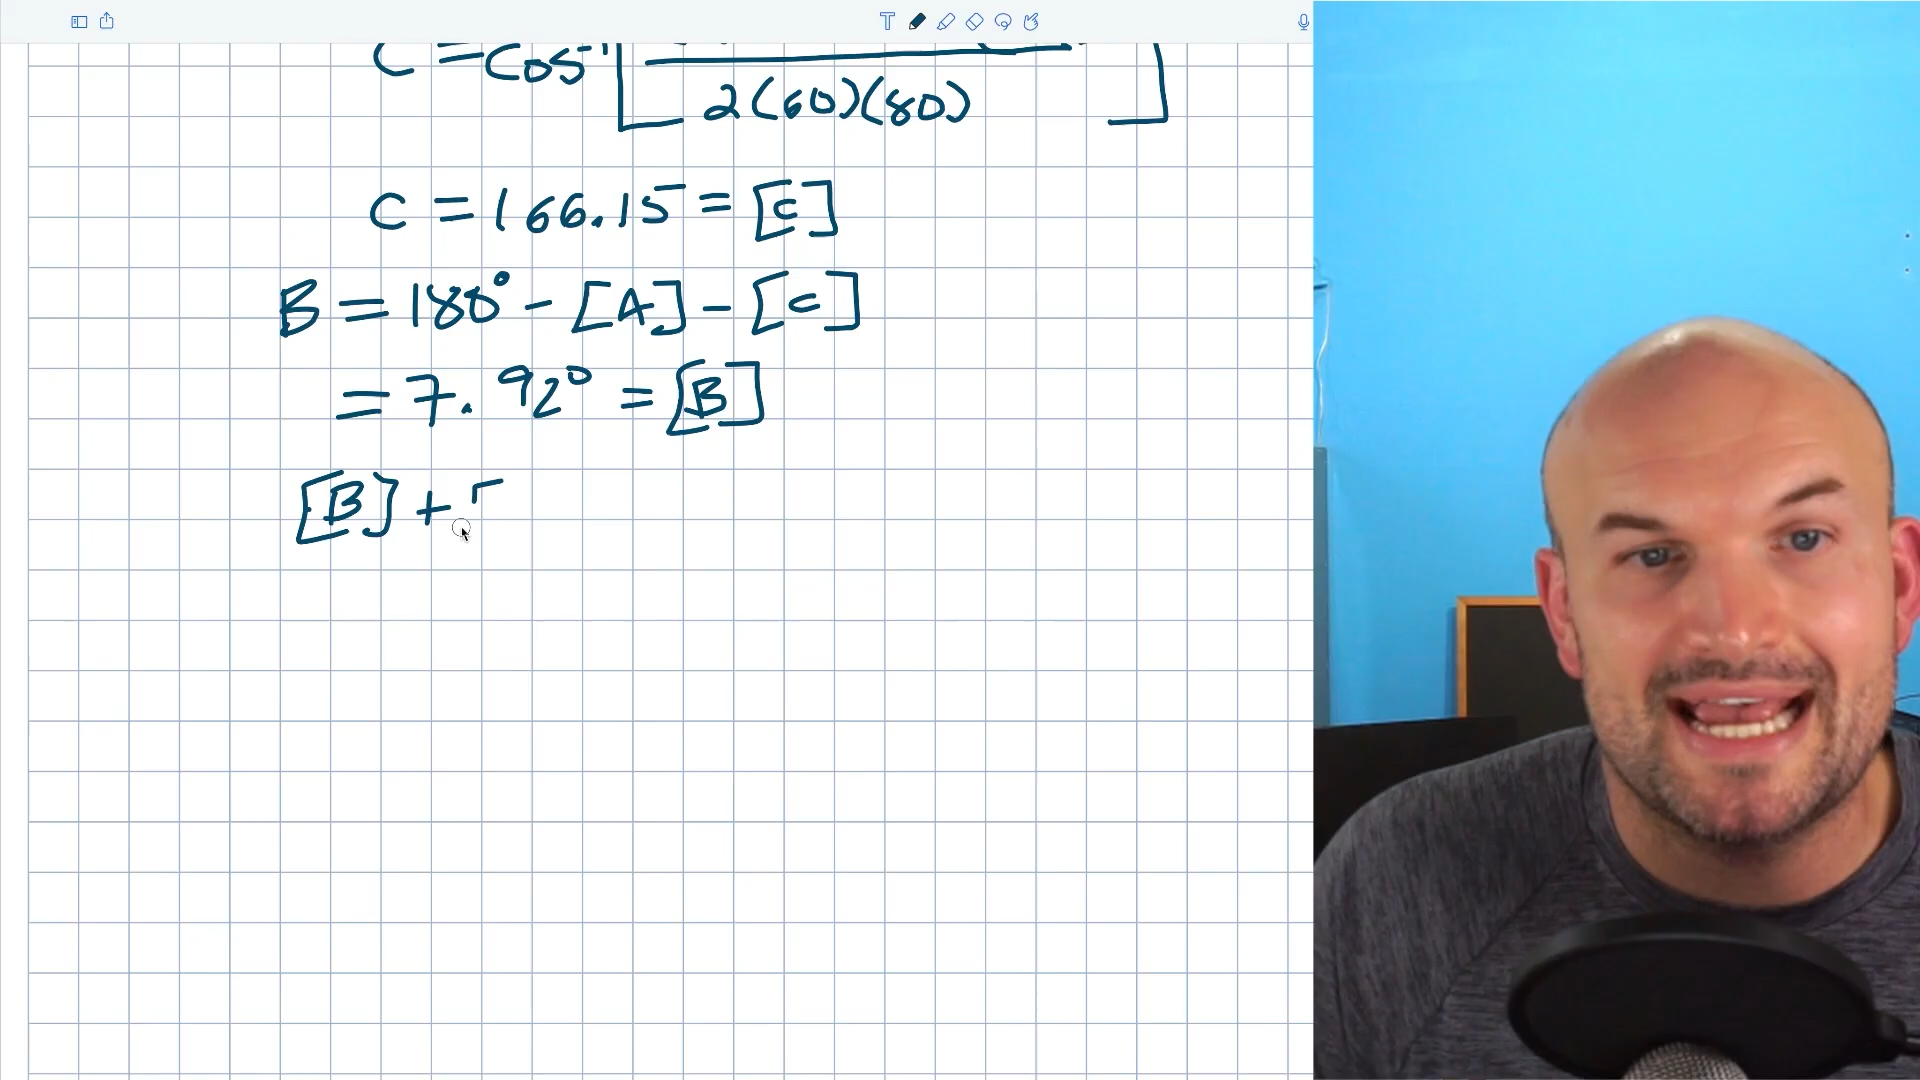 C = Cos⁻¹[
2(60)(80) ]
C = 166.15 = [C]
B = 180° - [A] - [C]
= 7.92° = [B]
[B] +